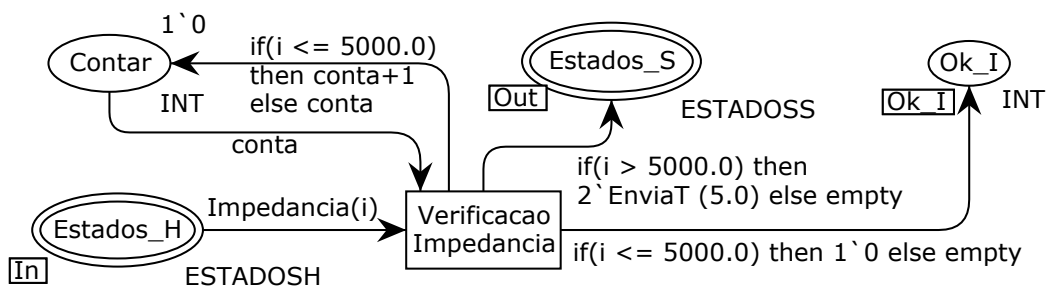 1`0
Contar
INT
if(i <= 5000.0)
then conta+1
else conta
conta
Estados_S
Out
ESTADOSS
Ok_I
Ok_I
INT
if(i > 5000.0) then
2`EnviaT (5.0) else empty
Estados_H
In
ESTADOSH
Impedancia(i)
Verificacao
Impedancia
if(i <= 5000.0) then 1`0 else empty